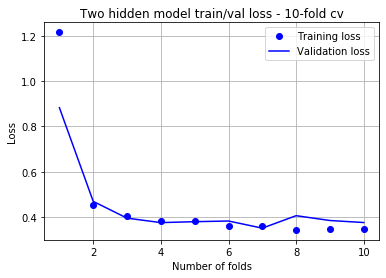 Two hidden model train/val loss - 10-fold cv
Training loss
Validation loss
Loss
1.2
1.0
0.8
0.6
0.4
2 4 6 8 10
Number of folds